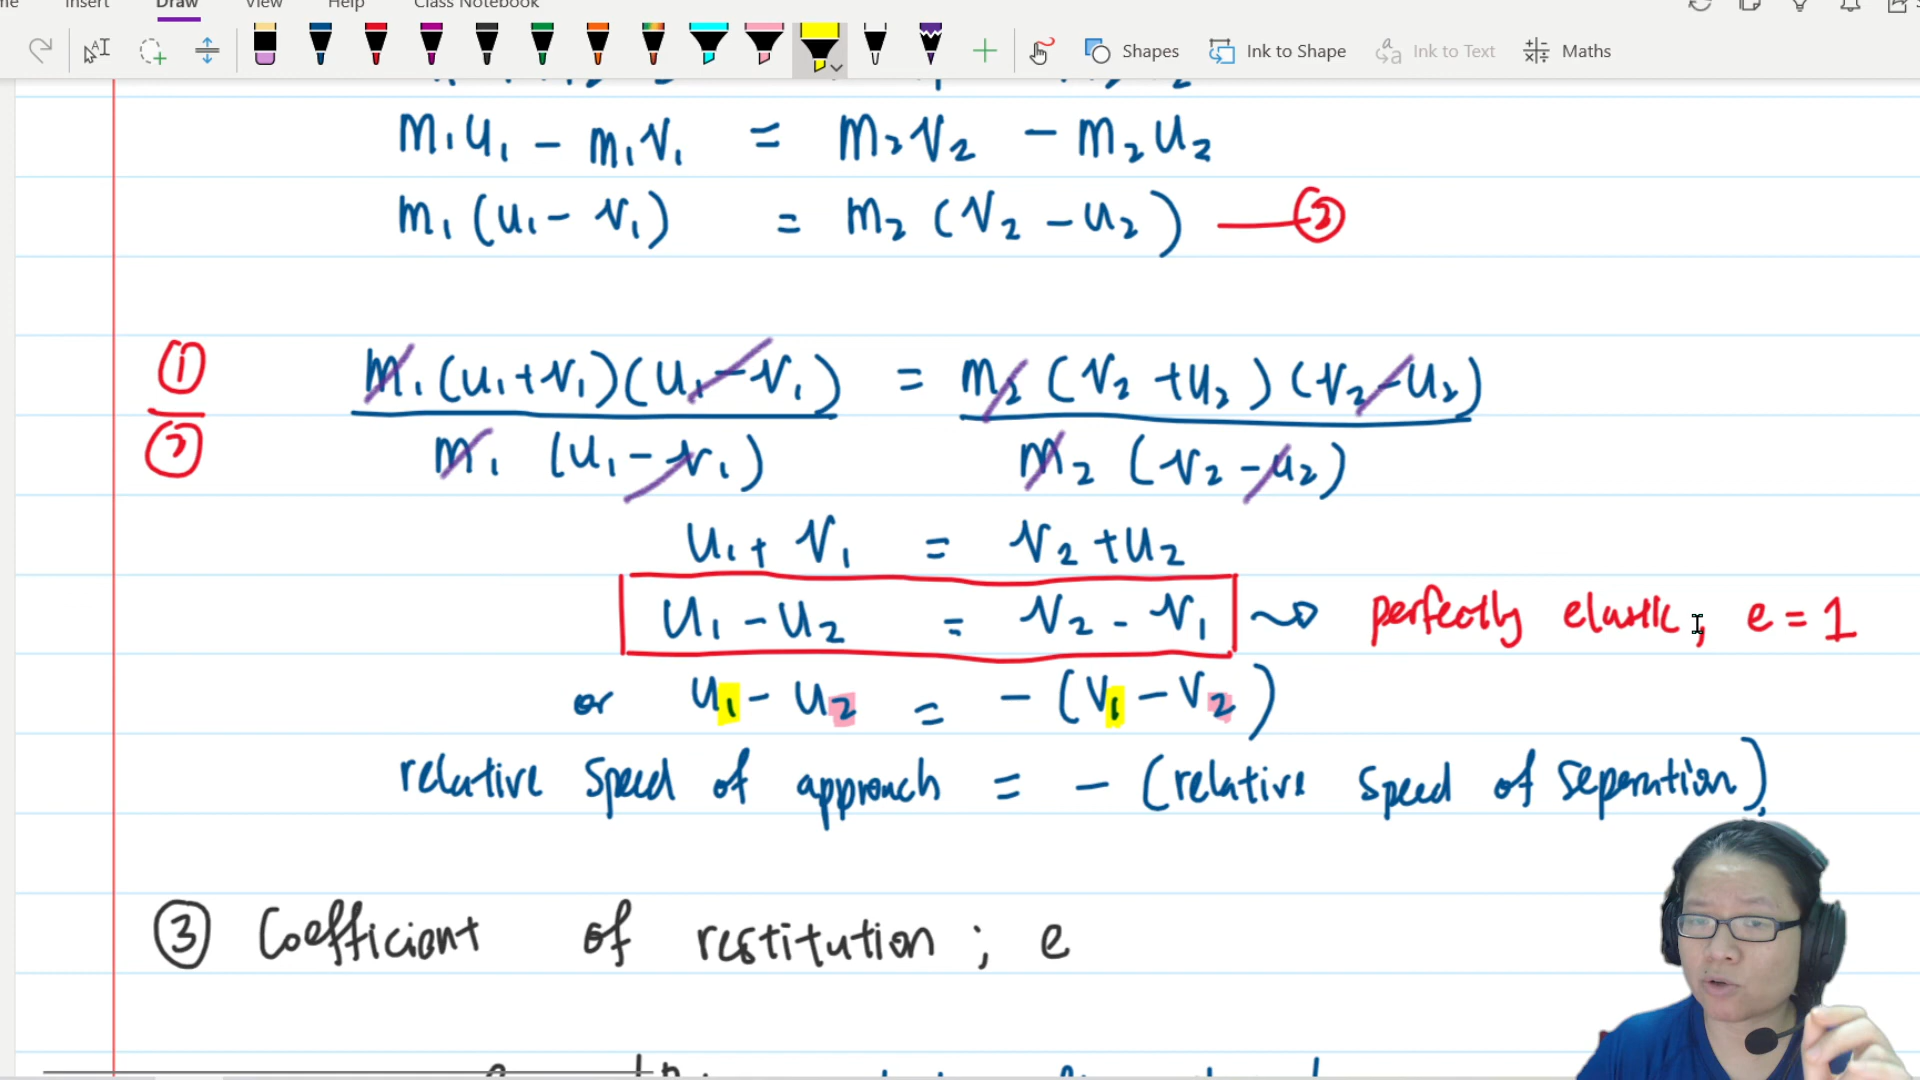 Insert Draw View Help Class Notebook
Shapes Ink to Shape Ink to Text Maths
m₁u₁ - m₁v₁ = m₂v₂ - m₂u₂
m₁(u₁ - v₁) = m₂(v₂ - u₂) — ②
① m₁(u₁+v₁)(u₁-v₁) = m₂(v₂+u₂)(v₂-u₂)
② m₁(u₁-v₁) m₂(v₂-u₂)
u₁ + v₁ = v₂ + u₂
u₁ - u₂ = v₂ - v₁ ~> perfectly elastic; e = 1
or u₁ - u₂ = -(v₁ - v₂)
relative speed of approach = - (relative speed of separation).
③ Coefficient of restitution ; e